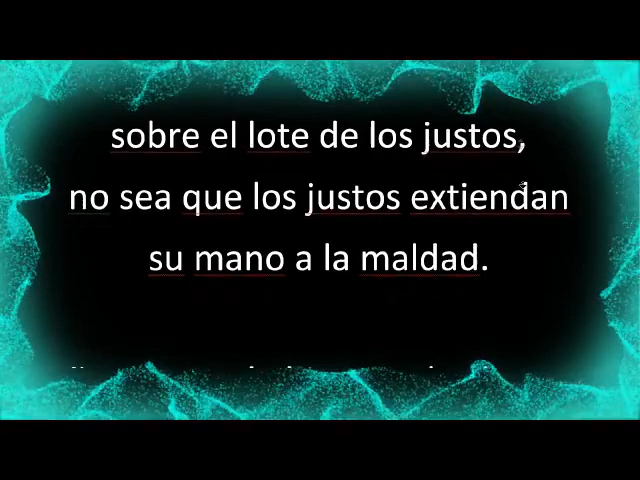 sobre el lote de los justos,
no sea que los justos extiendan
su mano a la maldad.